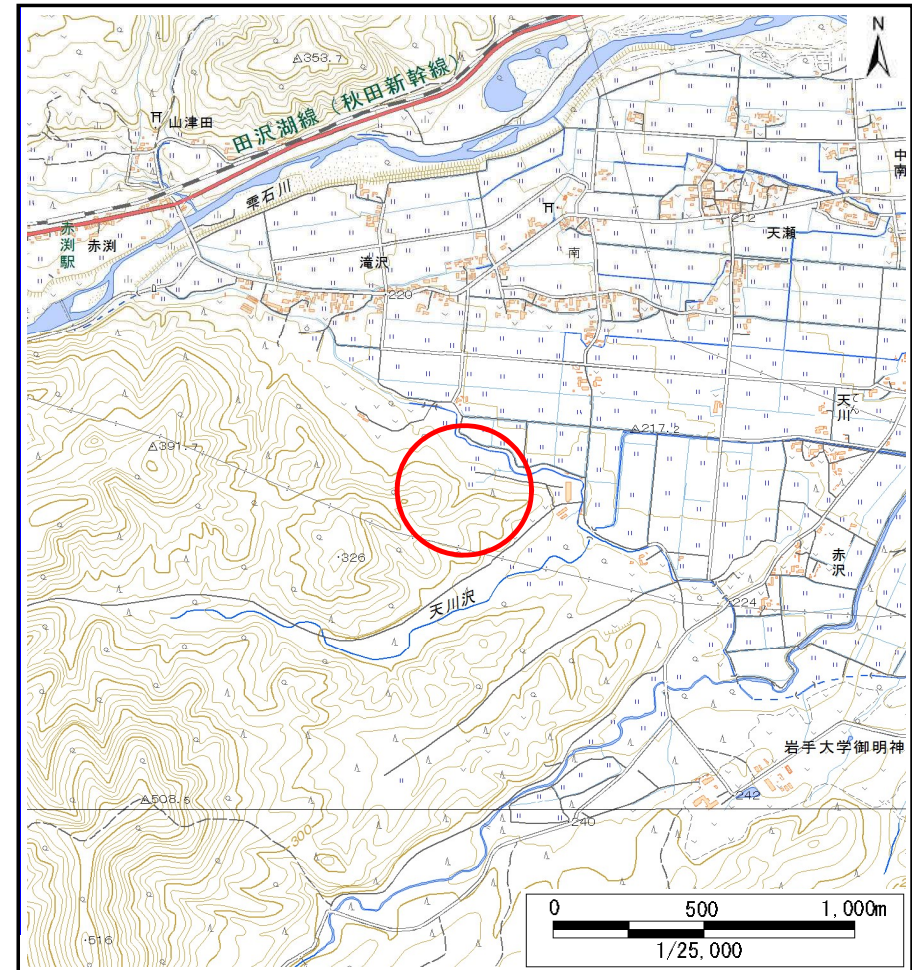 N
△353.7
田沢湖線(秋田新幹線)
山津田
中南
雫石川
212
天瀬
赤渕駅
赤渕
滝沢
南
220
天川
てん
△217.2
△391.7
・326
赤沢
天川沢
224
岩手大学御明神
△508.5
242
300
240
・516
0 500 1,000m
1/25,000